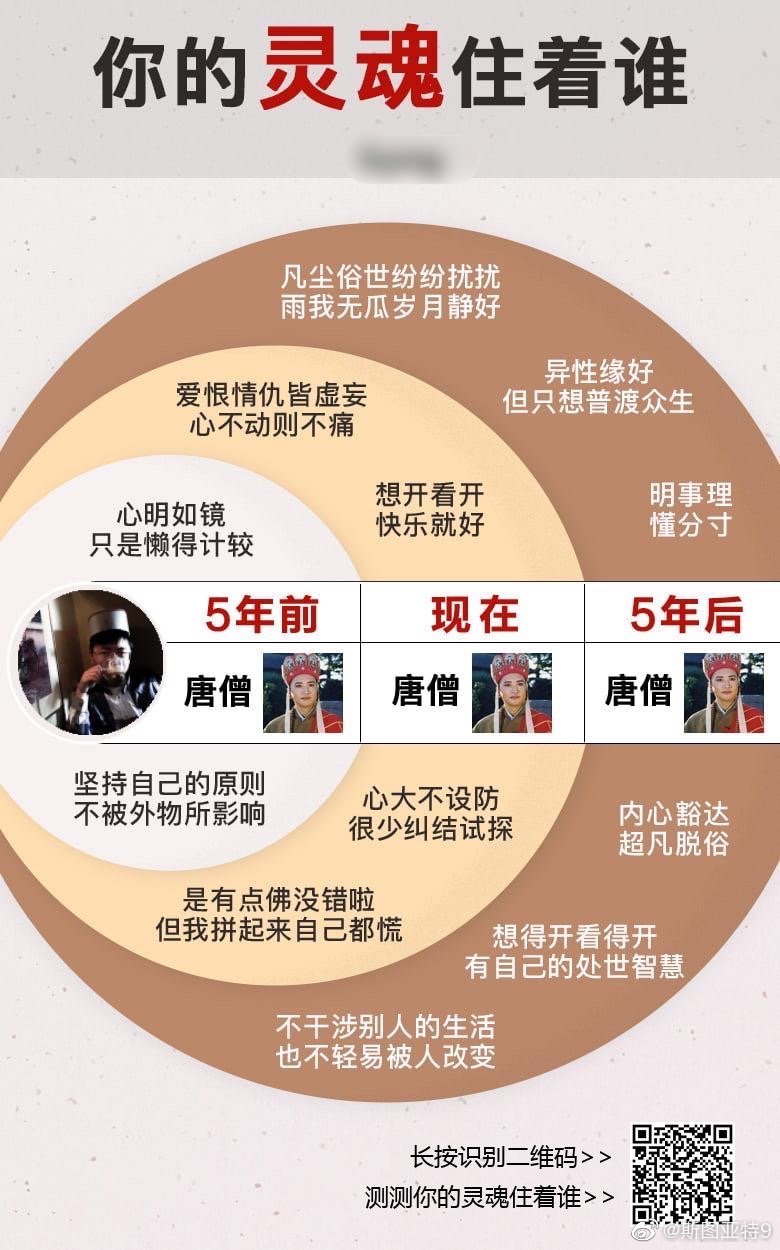 你的灵魂住着谁
凡尘俗世纷纷扰扰
雨我无瓜岁月静好
异性缘好
但只想普渡众生
爱恨情仇皆虚妄
心不动则不痛
想开看开
快乐就好
明事理
懂分寸
心明如镜
只是懒得计较
5年前
现在
5年后
唐僧
唐僧
唐僧
坚持自己的原则
不被外物所影响
心大不设防
很少纠结试探
内心豁达
超凡脱俗
是有点佛没错啦
但我拼起来自己都慌
想得开看得开
有自己的处世智慧
不干涉别人的生活
也不轻易被人改变
长按识别二维码>>
测测你的灵魂住着谁>>
@斯图亚特9